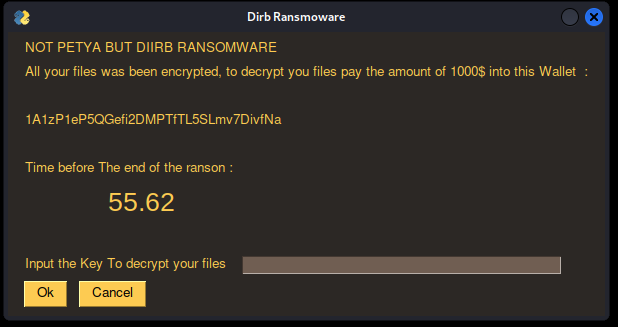 Dirb Ransmoware
NOT PETYA BUT DIIRB RANSOMWARE
All your files was been encrypted, to decrypt you files pay the amount of 1000$ into this Wallet :
1A1zP1eP5QGefi2DMPTfTL5SLmv7DivfNa
Time before The end of the ranson :
55.62
Input the Key To decrypt your files
Ok Cancel